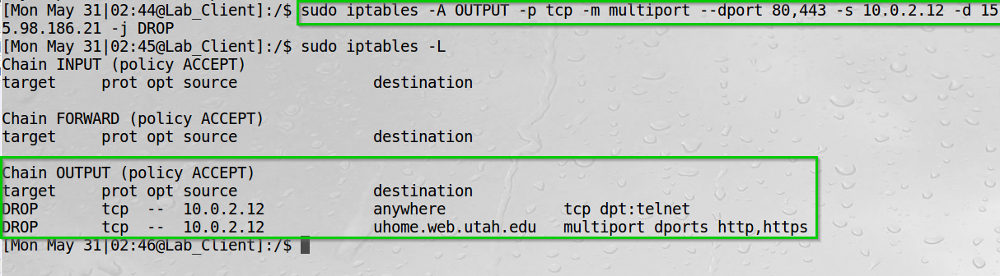 [Mon May 31|02:44@Lab_Client]:/$ sudo iptables -A OUTPUT -p tcp -m multiport --dport 80,443 -s 10.0.2.12 -d 15
5.98.186.21 -j DROP
[Mon May 31|02:45@Lab_Client]:/$ sudo iptables -L
Chain INPUT (policy ACCEPT)
target     prot opt source               destination
Chain FORWARD (policy ACCEPT)
target     prot opt source               destination
Chain OUTPUT (policy ACCEPT)
target     prot opt source               destination
DROP       tcp  --  10.0.2.12            anywhere             tcp dpt:telnet
DROP       tcp  --  10.0.2.12            uhome.web.utah.edu   multiport dports http,https
[Mon May 31|02:46@Lab_Client]:/$